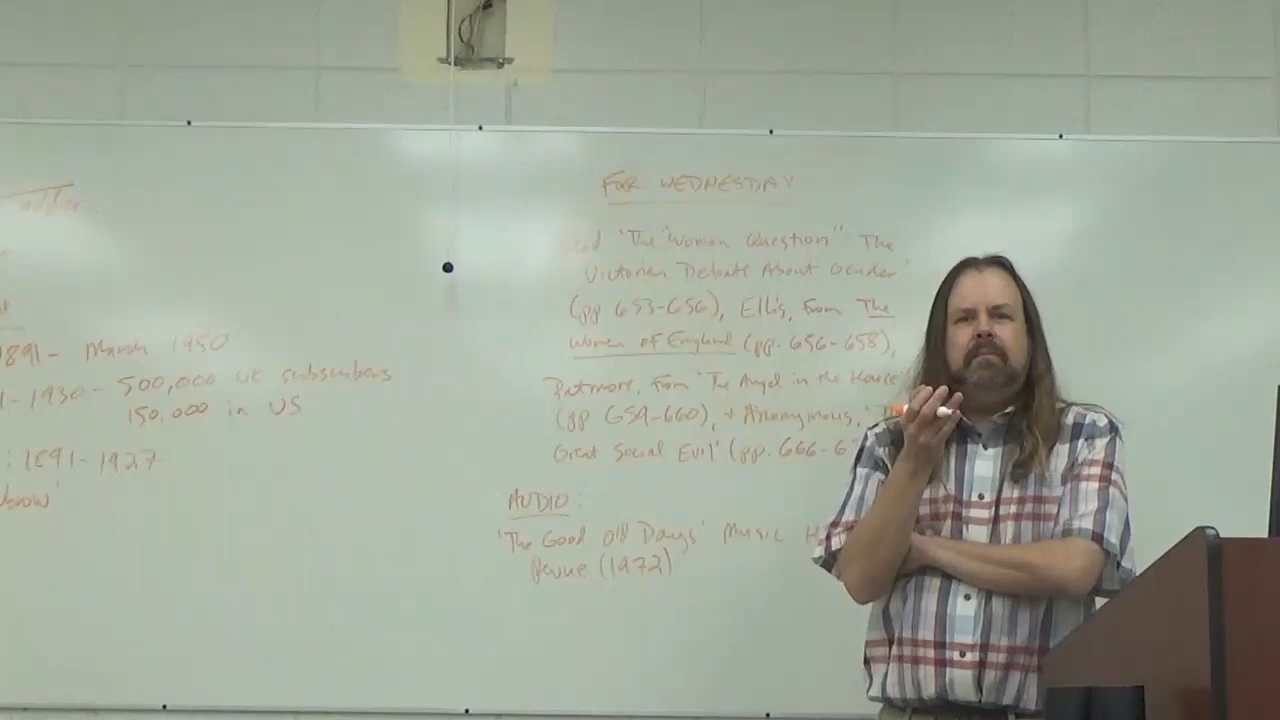 1891- March 1950
1-1930- 500,000 UK subscribers
150,000 in US
: 1891-1927
FOR WEDNESDAY
'The "Woman Question": The
Victorian Debate About Gender'
(pp 653-656), Ellis, from The
Women of England (pp. 656-658),
Patmore, from 'The Angel in the House'
(pp 659-660), + Anonymous,
Great Social Evil' (pp. 666-6
AUDIO:
'The Good Old Days' Music
Revue (1972)